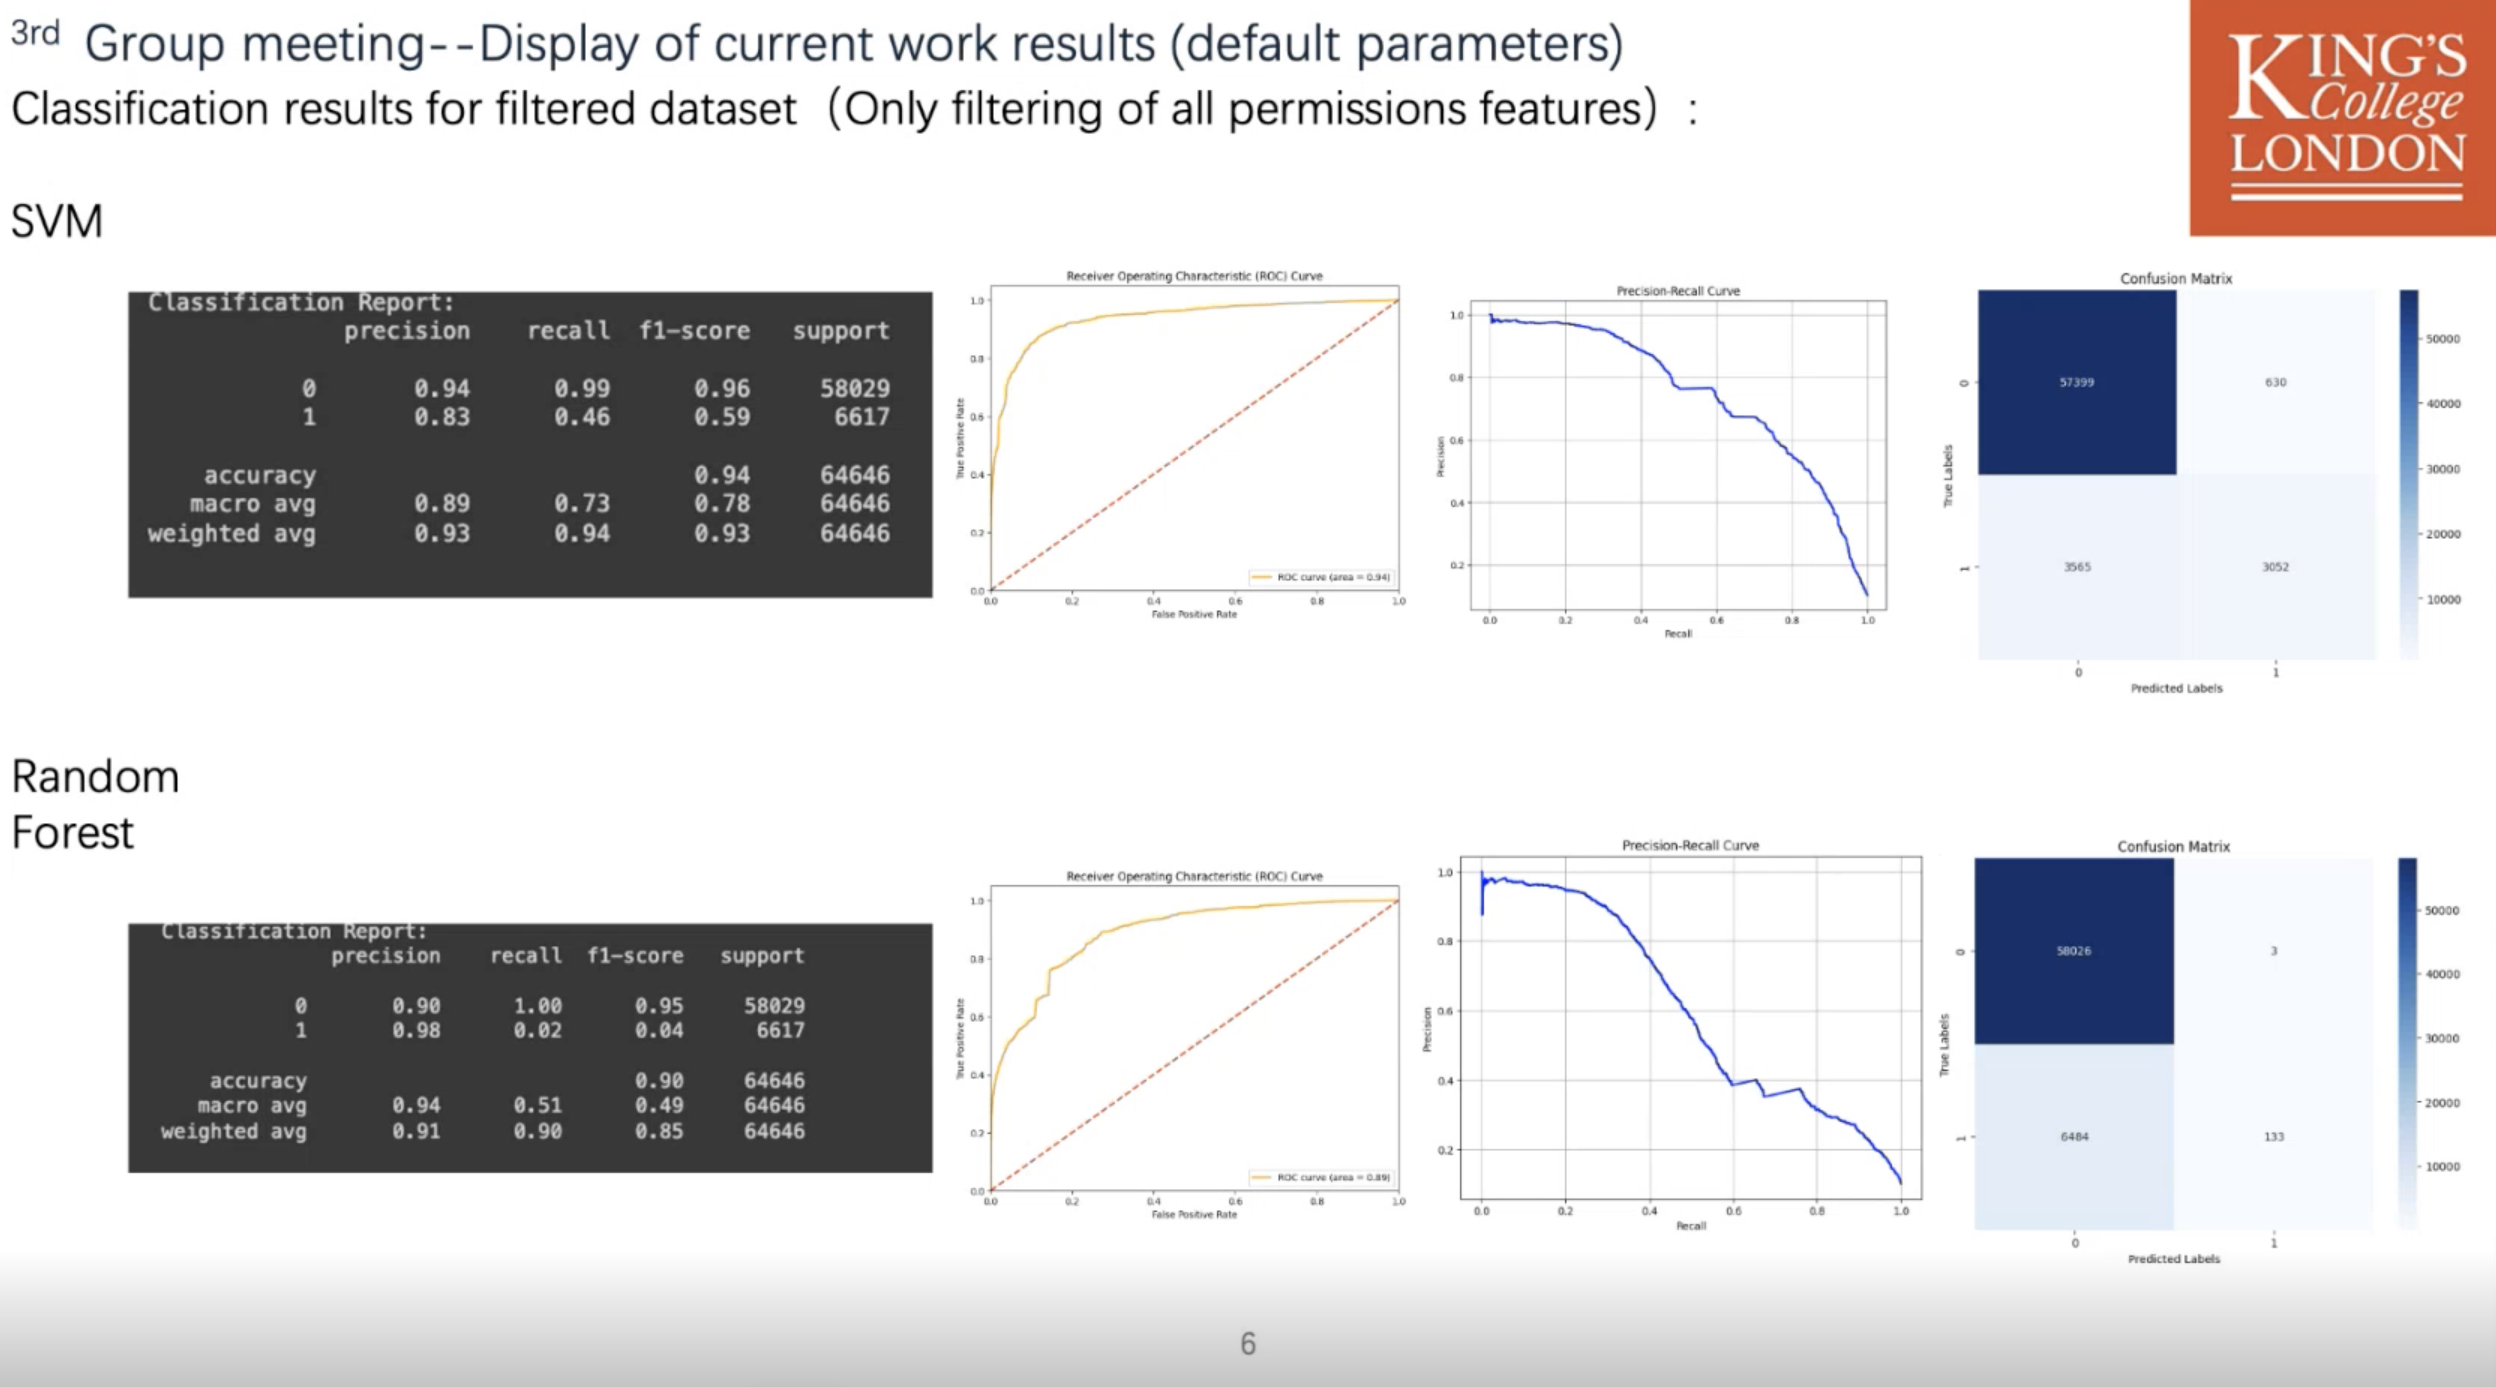 3rd Group meeting--Display of current work results (default parameters)
Classification results for filtered dataset（Only filtering of all permissions features）:
KING'S
College
LONDON
SVM
Classification Report:
precision recall f1-score support
0 0.94 0.99 0.96 58029
1 0.83 0.46 0.59 6617
accuracy 0.94 64646
macro avg 0.89 0.73 0.78 64646
weighted avg 0.93 0.94 0.93 64646
Receiver Operating Characteristic (ROC) Curve
True Positive Rate
1.0
0.8
0.6
0.4
0.2
0.0
0.0 0.2 0.4 0.6 0.8 1.0
False Positive Rate
ROC curve (area = 0.94)
Precision-Recall Curve
Precision
1.0
0.8
0.6
0.4
0.2
0.0 0.2 0.4 0.6 0.8 1.0
Recall
Confusion Matrix
True Labels
0
57399 630
1
3565 3052
0 1
Predicted Labels
50000
40000
30000
20000
10000
Random
Forest
Classification Report:
precision recall f1-score support
0 0.90 1.00 0.95 58029
1 0.98 0.02 0.04 6617
accuracy 0.90 64646
macro avg 0.94 0.51 0.49 64646
weighted avg 0.91 0.90 0.85 64646
Receiver Operating Characteristic (ROC) Curve
True Positive Rate
1.0
0.8
0.6
0.4
0.2
0.0
0.0 0.2 0.4 0.6 0.8 1.0
False Positive Rate
ROC curve (area = 0.89)
Precision-Recall Curve
Precision
1.0
0.8
0.6
0.4
0.2
0.0 0.2 0.4 0.6 0.8 1.0
Recall
Confusion Matrix
True Labels
0
58026 3
1
6484 133
0 1
Predicted Labels
50000
40000
30000
20000
10000
6